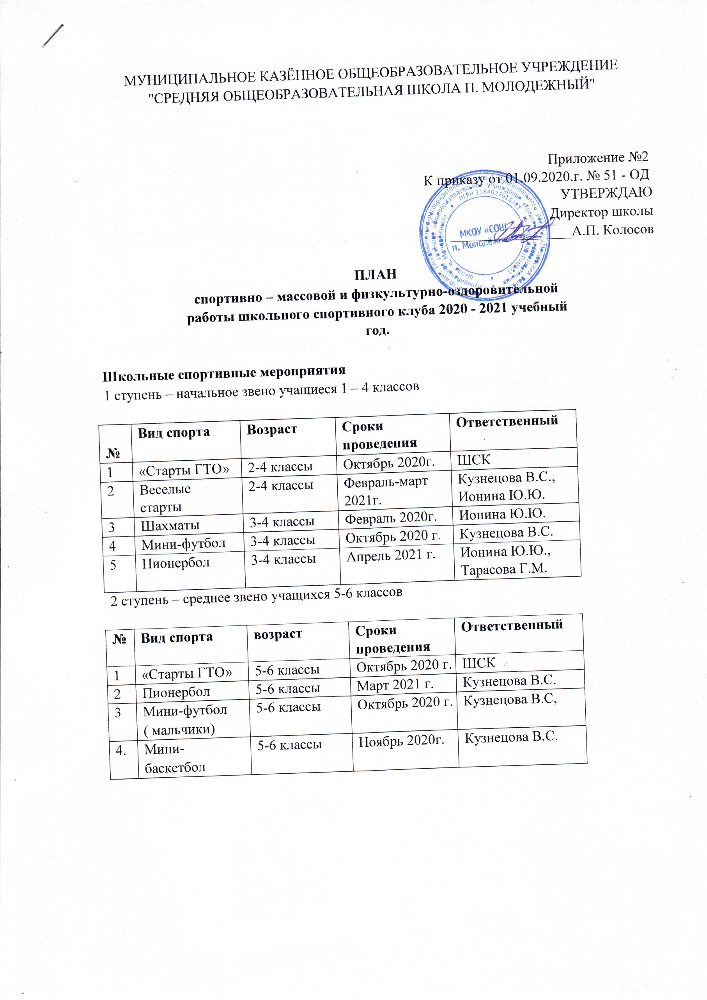 МУНИЦИПАЛЬНОЕ КАЗЁННОЕ ОБЩЕОБРАЗОВАТЕЛЬНОЕ УЧРЕЖДЕНИЕ
"СРЕДНЯЯ ОБЩЕОБРАЗОВАТЕЛЬНАЯ ШКОЛА П. МОЛОДЕЖНЫЙ"
Приложение №2
К приказу от 01.09.2020.г. № 51 - ОД
УТВЕРЖДАЮ
Директор школы
А.П. Колосов
ОГРН 1184027015281
МКОУ «СОШ
п. Молодёжный»
ПЛАН
спортивно – массовой и физкультурно-оздоровительной
работы школьного спортивного клуба 2020 - 2021 учебный
год.
Школьные спортивные мероприятия
1 ступень – начальное звено учащиеся 1 – 4 классов
№ Вид спорта Возраст Сроки проведения Ответственный
1 «Старты ГТО» 2-4 классы Октябрь 2020г. ШСК
2 Веселые старты 2-4 классы Февраль-март 2021г. Кузнецова В.С., Ионина Ю.Ю.
3 Шахматы 3-4 классы Февраль 2020г. Ионина Ю.Ю.
4 Мини-футбол 3-4 классы Октябрь 2020 г. Кузнецова В.С.
5 Пионербол 3-4 классы Апрель 2021 г. Ионина Ю.Ю., Тарасова Г.М.
2 ступень – среднее звено учащихся 5-6 классов
№ Вид спорта возраст Сроки проведения Ответственный
1 «Старты ГТО» 5-6 классы Октябрь 2020 г. ШСК
2 Пионербол 5-6 классы Март 2021 г. Кузнецова В.С.
3 Мини-футбол ( мальчики) 5-6 классы Октябрь 2020 г. Кузнецова В.С,
4. Мини-баскетбол 5-6 классы Ноябрь 2020г. Кузнецова В.С.